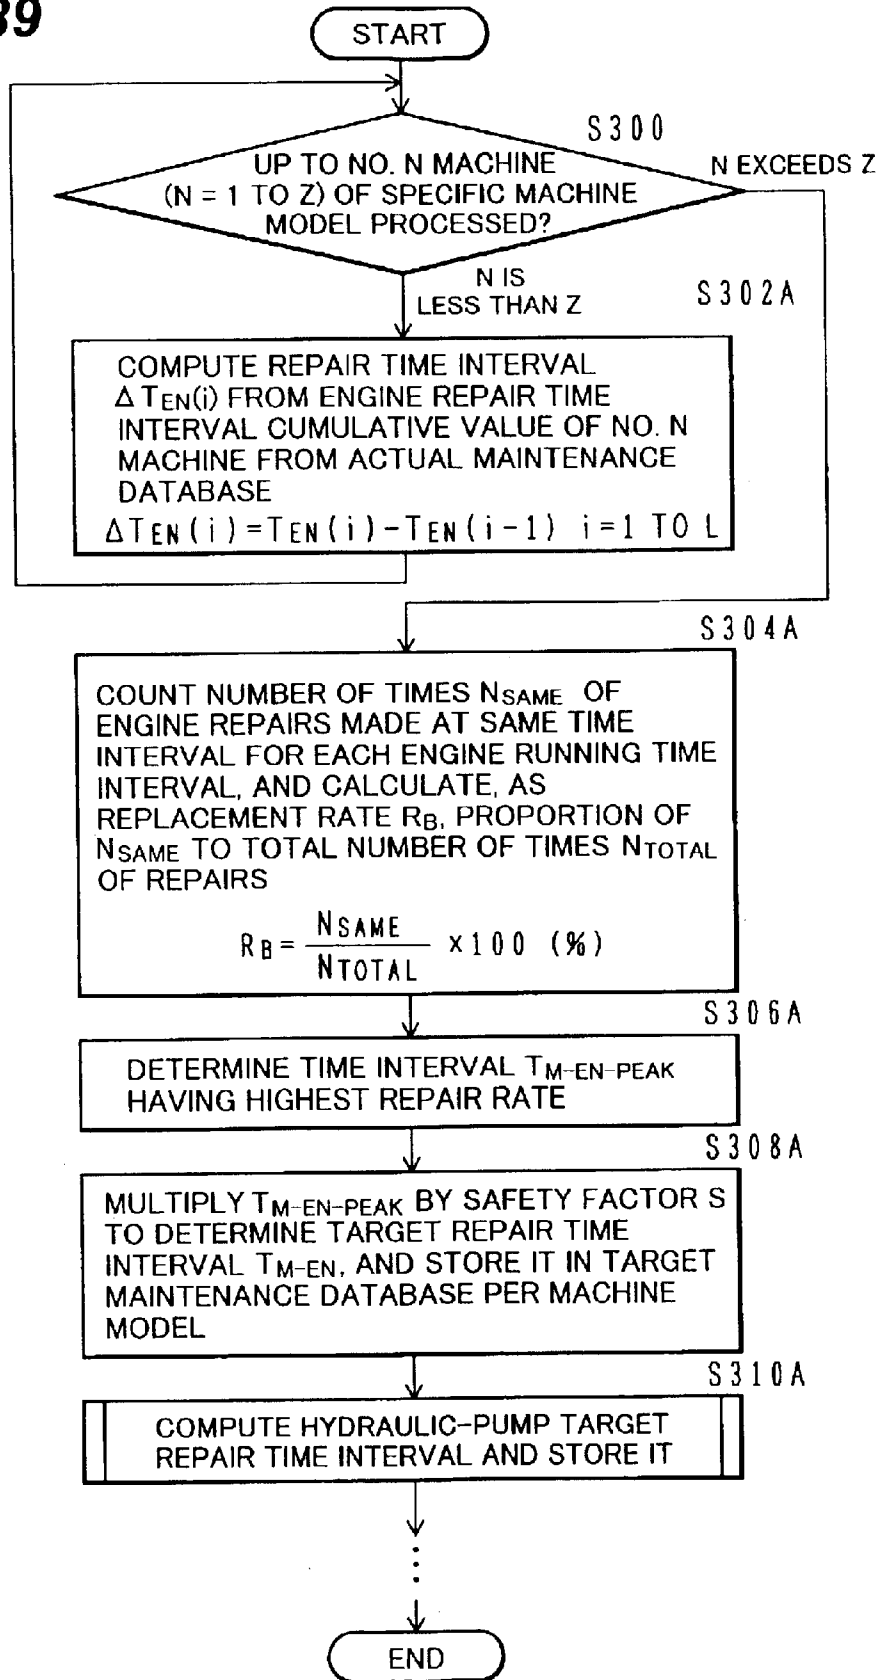 39
START
S300
UP TO NO. N MACHINE
(N = 1 TO Z) OF SPECIFIC MACHINE
MODEL PROCESSED?
N EXCEEDS Z
N IS
LESS THAN Z
S302A
COMPUTE REPAIR TIME INTERVAL
ΔTEN(i) FROM ENGINE REPAIR TIME
INTERVAL CUMULATIVE VALUE OF NO. N
MACHINE FROM ACTUAL MAINTENANCE
DATABASE
ΔTEN(i)=TEN(i)-TEN(i-1) i=1 TO L
S304A
COUNT NUMBER OF TIMES NSAME OF
ENGINE REPAIRS MADE AT SAME TIME
INTERVAL FOR EACH ENGINE RUNNING TIME
INTERVAL, AND CALCULATE, AS
REPLACEMENT RATE RB, PROPORTION OF
NSAME TO TOTAL NUMBER OF TIMES NTOTAL
OF REPAIRS
RB= NSAME / NTOTAL ×100 (%)
S306A
DETERMINE TIME INTERVAL TM-EN-PEAK
HAVING HIGHEST REPAIR RATE
S308A
MULTIPLY TM-EN-PEAK BY SAFETY FACTOR S
TO DETERMINE TARGET REPAIR TIME
INTERVAL TM-EN, AND STORE IT IN TARGET
MAINTENANCE DATABASE PER MACHINE
MODEL
S310A
COMPUTE HYDRAULIC-PUMP TARGET
REPAIR TIME INTERVAL AND STORE IT
END